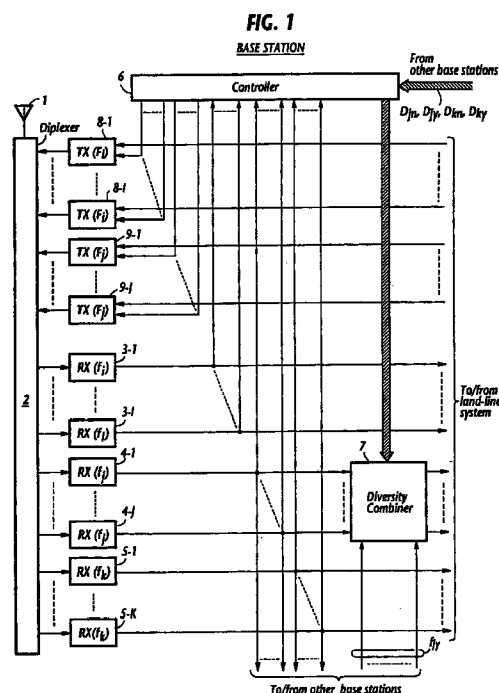 FIG. 1
BASE STATION
From
other base stations
6
Controller
Djn, Djy, Dkn, Dky
1
Diplexer
8-1
TX (Fi)
8-I
TX (Fi)
9-1
TX (Fj)
9-J
TX (Fj)
3-1
RX (fi)
3-I
RX (fi)
4-1
RX (fj)
4-J
RX (fj)
5-1
RX (fk)
5-K
RX(fk)
2
7
Diversity
Combiner
To/from
land-line
system
fjy
To/from other base stations